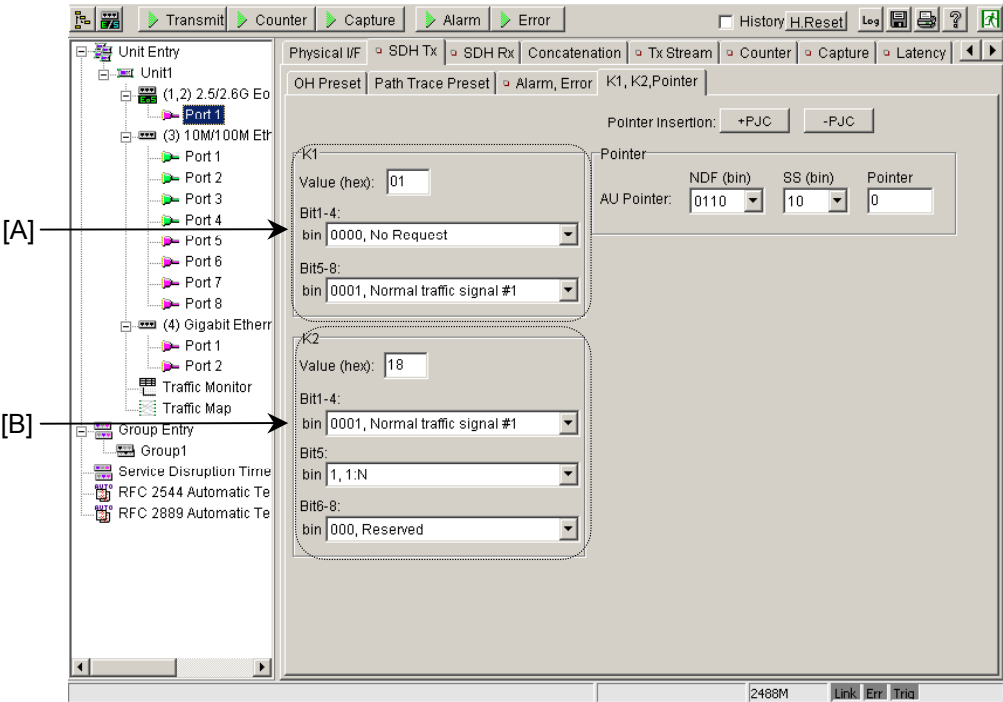 Transmit Counter Capture Alarm Error History H.Reset Log ?
Unit Entry
Unit1
(1,2) 2.5/2.6G Eo
EoS
Port 1
(3) 10M/100M Eth
Port 1
Port 2
Port 3
Port 4
Port 5
Port 6
Port 7
Port 8
(4) Gigabit Etherr
Port 1
Port 2
Traffic Monitor
Traffic Map
Group Entry
Group1
Service Disruption Time
AUTO RFC 2544 Automatic Te
AUTO RFC 2889 Automatic Te
Physical I/F SDH Tx SDH Rx Concatenation Tx Stream Counter Capture Latency
OH Preset Path Trace Preset Alarm, Error K1, K2,Pointer
Pointer Insertion: +PJC -PJC
K1
Value (hex): 01
Bit1-4:
bin 0000, No Request
Bit5-8:
bin 0001, Normal traffic signal #1
K2
Value (hex): 18
Bit1-4:
bin 0001, Normal traffic signal #1
Bit5:
bin 1, 1:N
Bit6-8:
bin 000, Reserved
Pointer
NDF (bin) SS (bin) Pointer
AU Pointer: 0110 10 0
[A]
[B]
2488M Link Err Trig